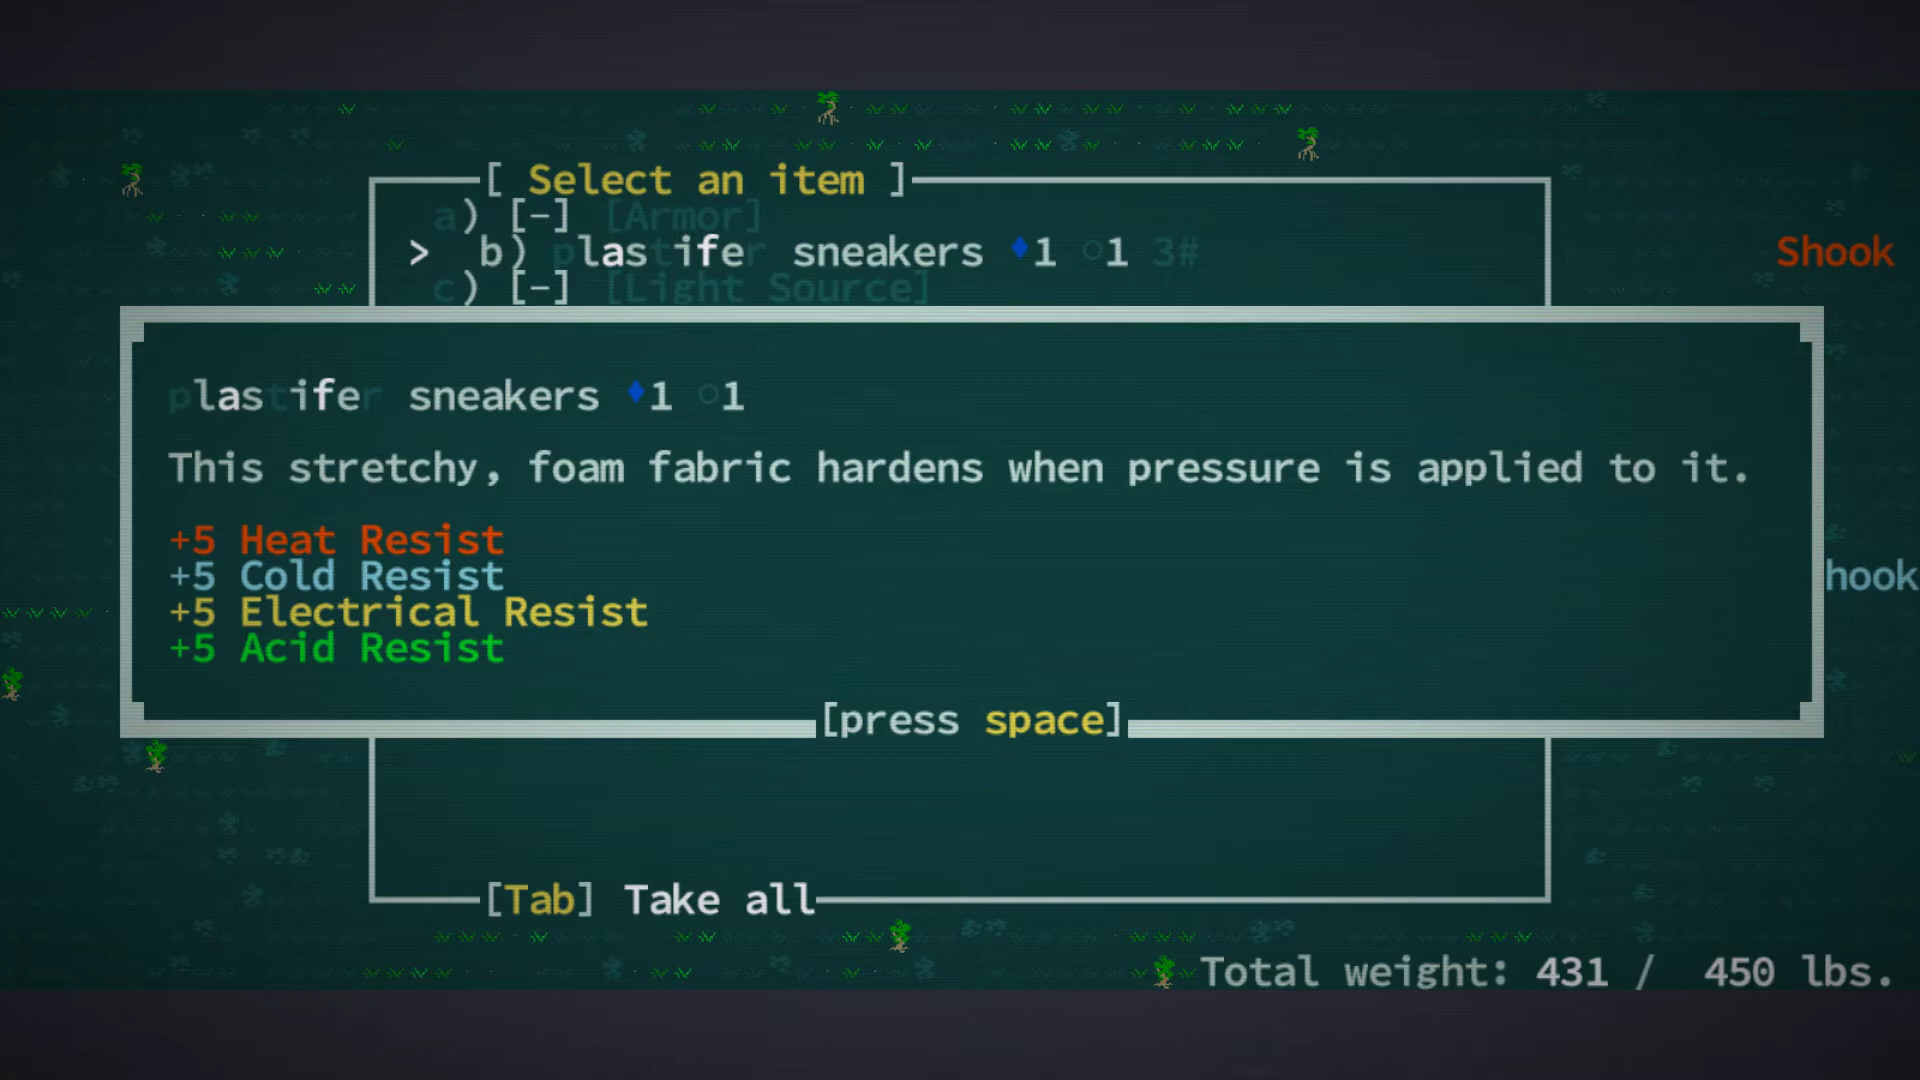 [ Select an item ]
a) [-] [Armor]
> b) plastifer sneakers ♦1 ○1 3#
c) [-] [Light Source]
Shook
plastifer sneakers ♦1 ○1
This stretchy, foam fabric hardens when pressure is applied to it.
+5 Heat Resist
+5 Cold Resist
+5 Electrical Resist
+5 Acid Resist
hook
[press space]
[Tab] Take all
Total weight: 431 / 450 lbs.